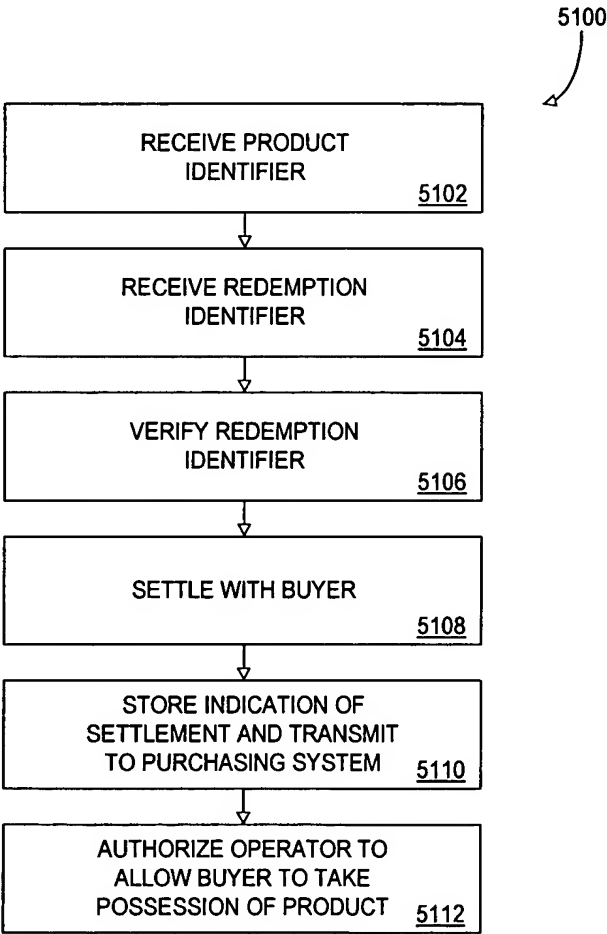 5100
RECEIVE PRODUCT
IDENTIFIER
5102
RECEIVE REDEMPTION
IDENTIFIER
5104
VERIFY REDEMPTION
IDENTIFIER
5106
SETTLE WITH BUYER
5108
STORE INDICATION OF
SETTLEMENT AND TRANSMIT
TO PURCHASING SYSTEM
5110
AUTHORIZE OPERATOR TO
ALLOW BUYER TO TAKE
POSSESSION OF PRODUCT
5112